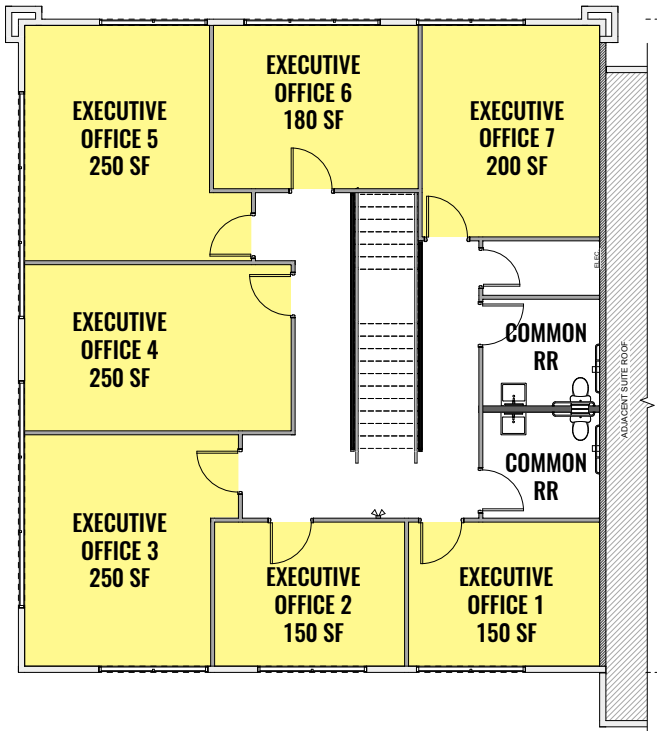 EXECUTIVE
OFFICE 6
180 SF
EXECUTIVE
OFFICE 5
250 SF
EXECUTIVE
OFFICE 7
200 SF
ELEC.
EXECUTIVE
OFFICE 4
250 SF
COMMON
RR
ADJACENT SUITE ROOF
COMMON
RR
EXECUTIVE
OFFICE 3
250 SF
EXECUTIVE
OFFICE 2
150 SF
EXECUTIVE
OFFICE 1
150 SF